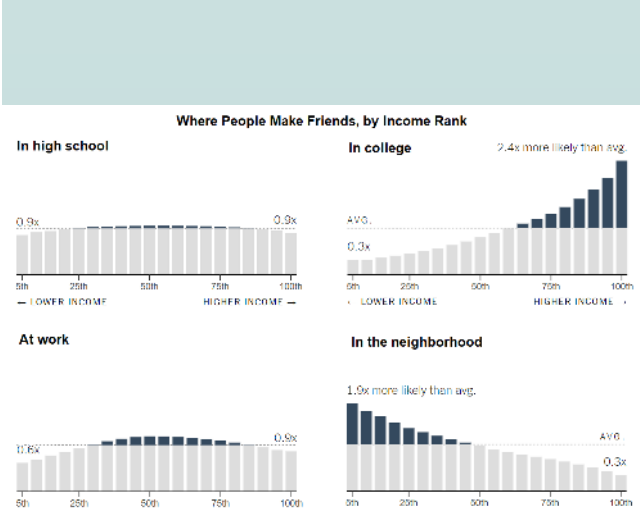 Where People Make Friends, by Income Rank
In high school
0.9x
0.9x
5th 25th 50th 75th 100th
— LOWER INCOME HIGHER INCOME —
In college
2.4x more likely than avg.
AVG.
0.3x
5th 25th 50th 75th 100th
LOWER INCOME HIGHER INCOME
At work
0.6x
0.9x
5th 25th 50th 75th 100th
In the neighborhood
1.9x more likely than avg.
AVG.
0.3x
5th 25th 50th 75th 100th